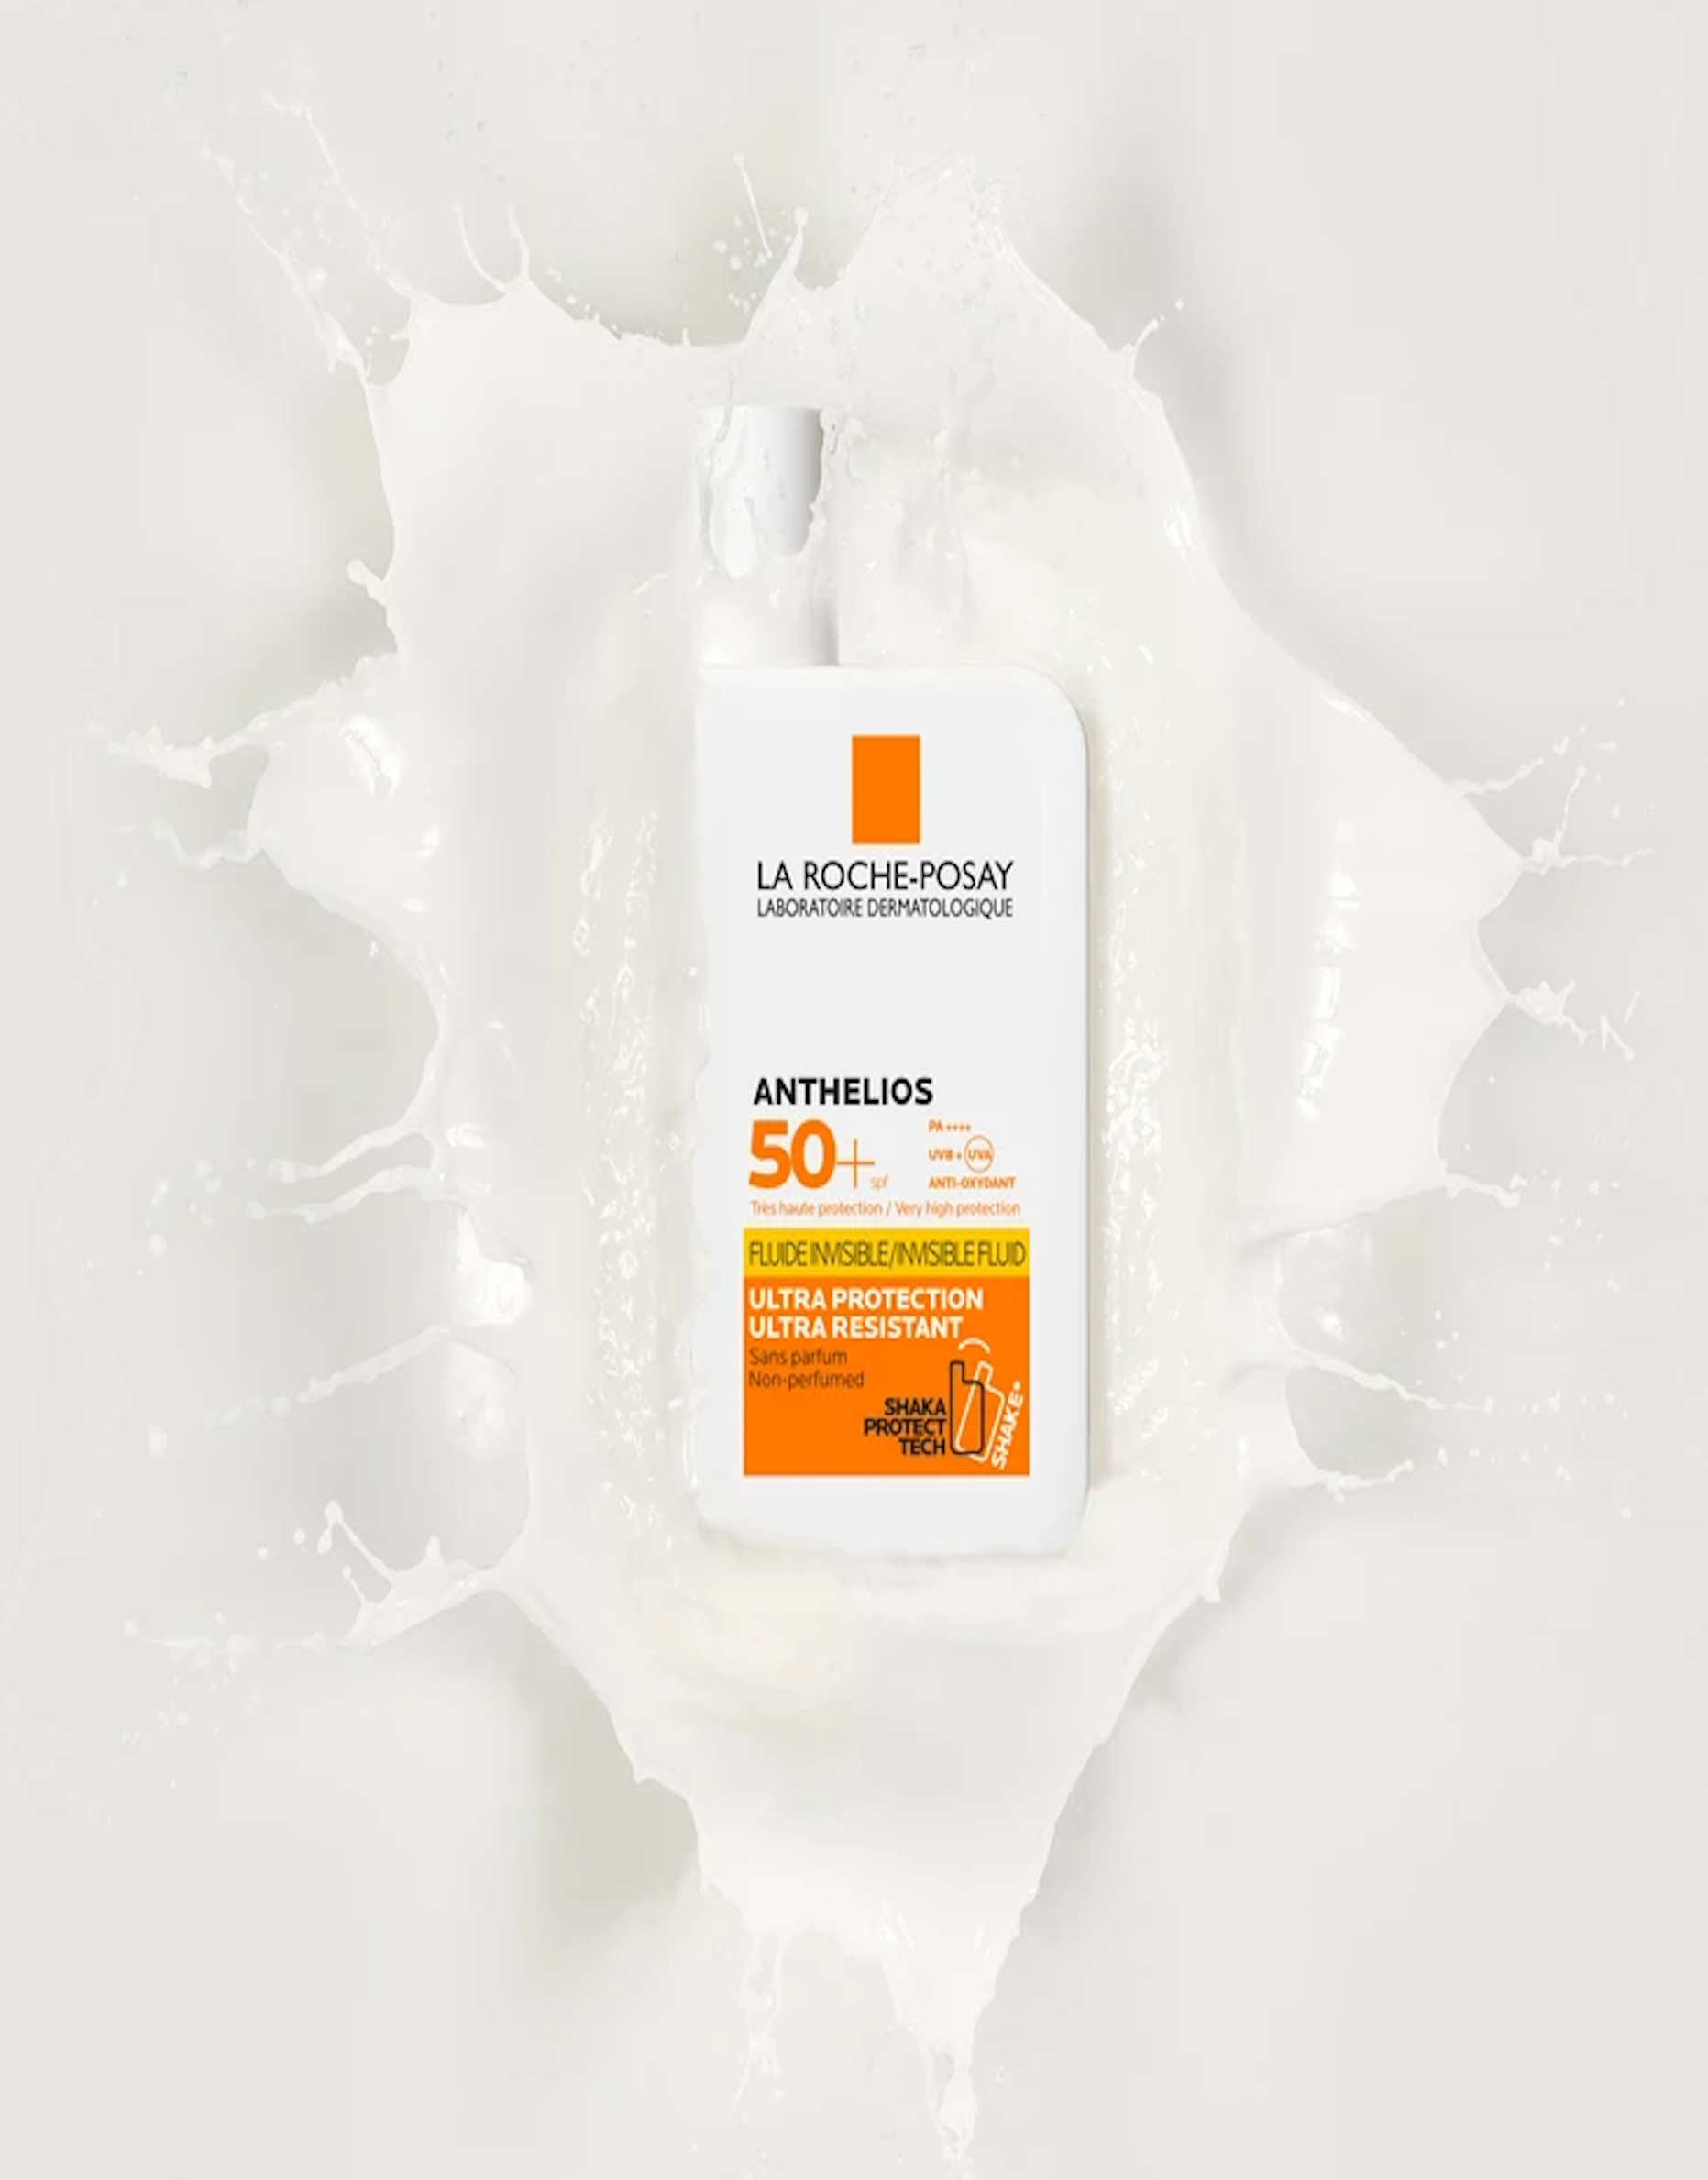 LA ROCHE-POSAY
LABORATOIRE DERMATOLOGIQUE
ANTHELIOS
50+ spf
PA ++++
UVB + UVA
ANTI-OXYDANT
Très haute protection / Very high protection
FLUIDE INVISIBLE/INVISIBLE FLUID
ULTRA PROTECTION
ULTRA RESISTANT
Sans parfum
Non-perfumed
SHAKA
PROTECT
TECH
SHAKE*